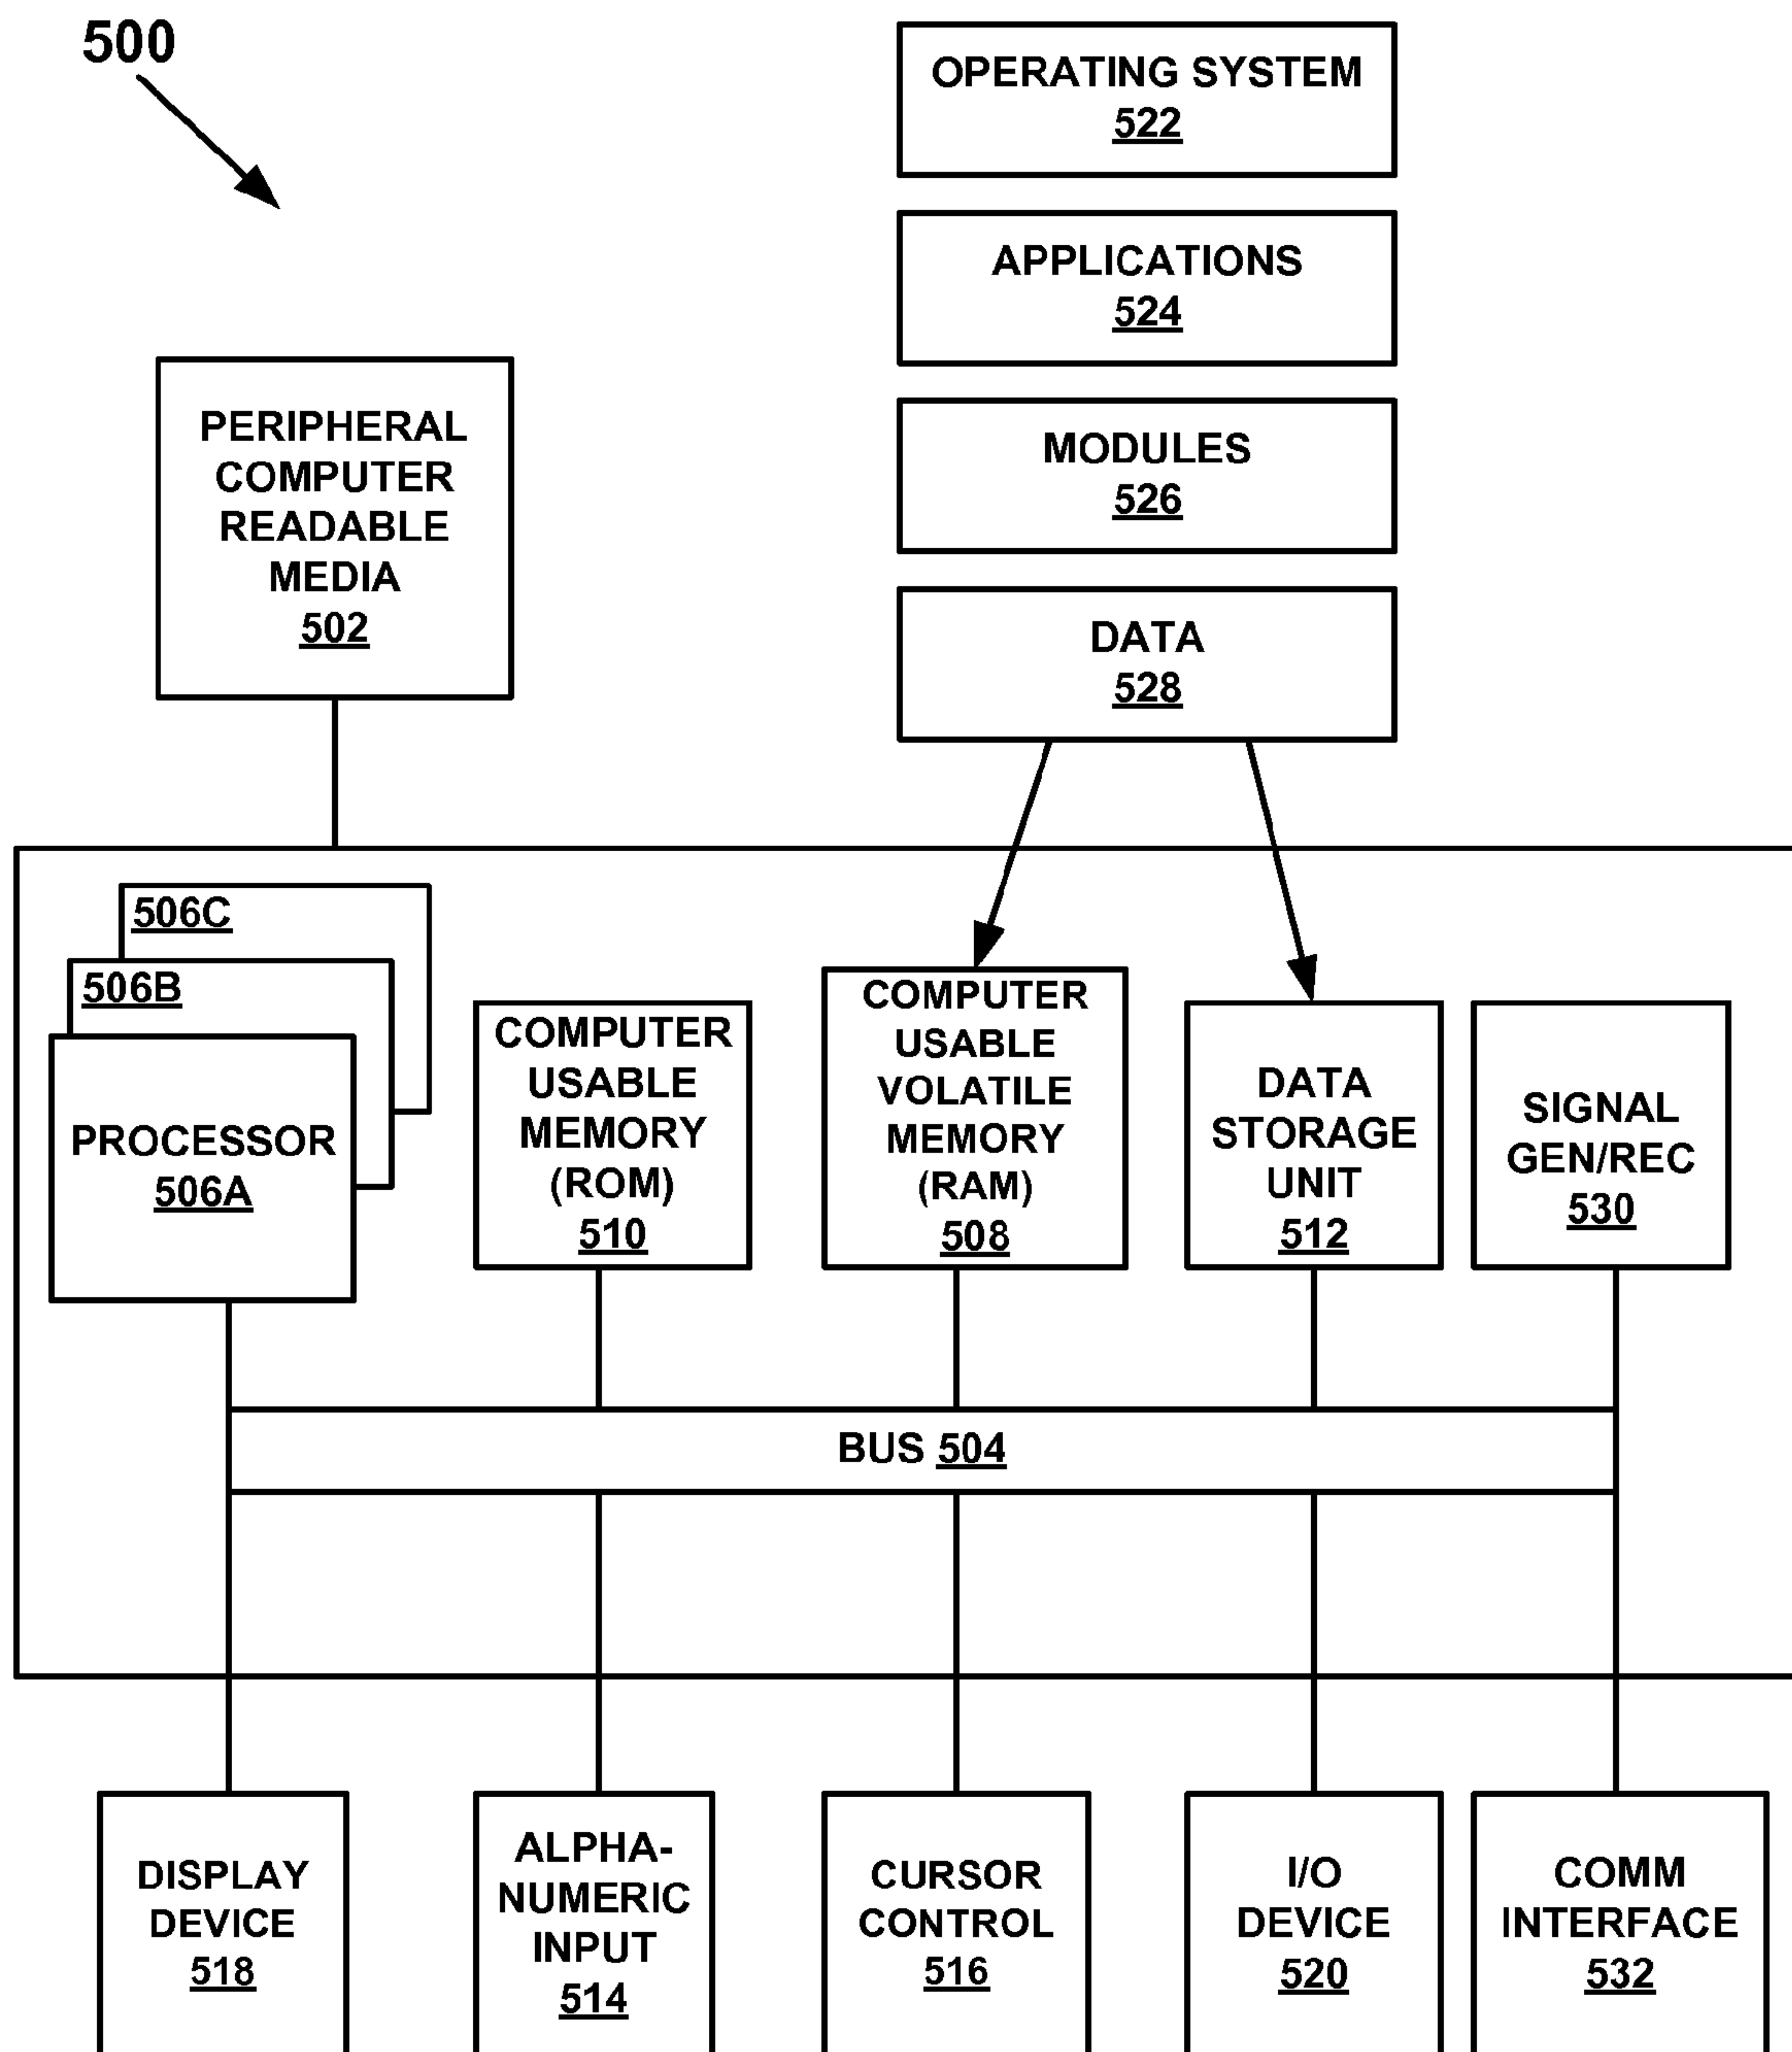 500
OPERATING SYSTEM
522
APPLICATIONS
524
MODULES
526
DATA
528
PERIPHERAL
COMPUTER
READABLE
MEDIA
502
506C
506B
PROCESSOR
506A
COMPUTER
USABLE
MEMORY
(ROM)
510
COMPUTER
USABLE
VOLATILE
MEMORY
(RAM)
508
DATA
STORAGE
UNIT
512
SIGNAL
GEN/REC
530
BUS 504
DISPLAY
DEVICE
518
ALPHA-
NUMERIC
INPUT
514
CURSOR
CONTROL
516
I/O
DEVICE
520
COMM
INTERFACE
532